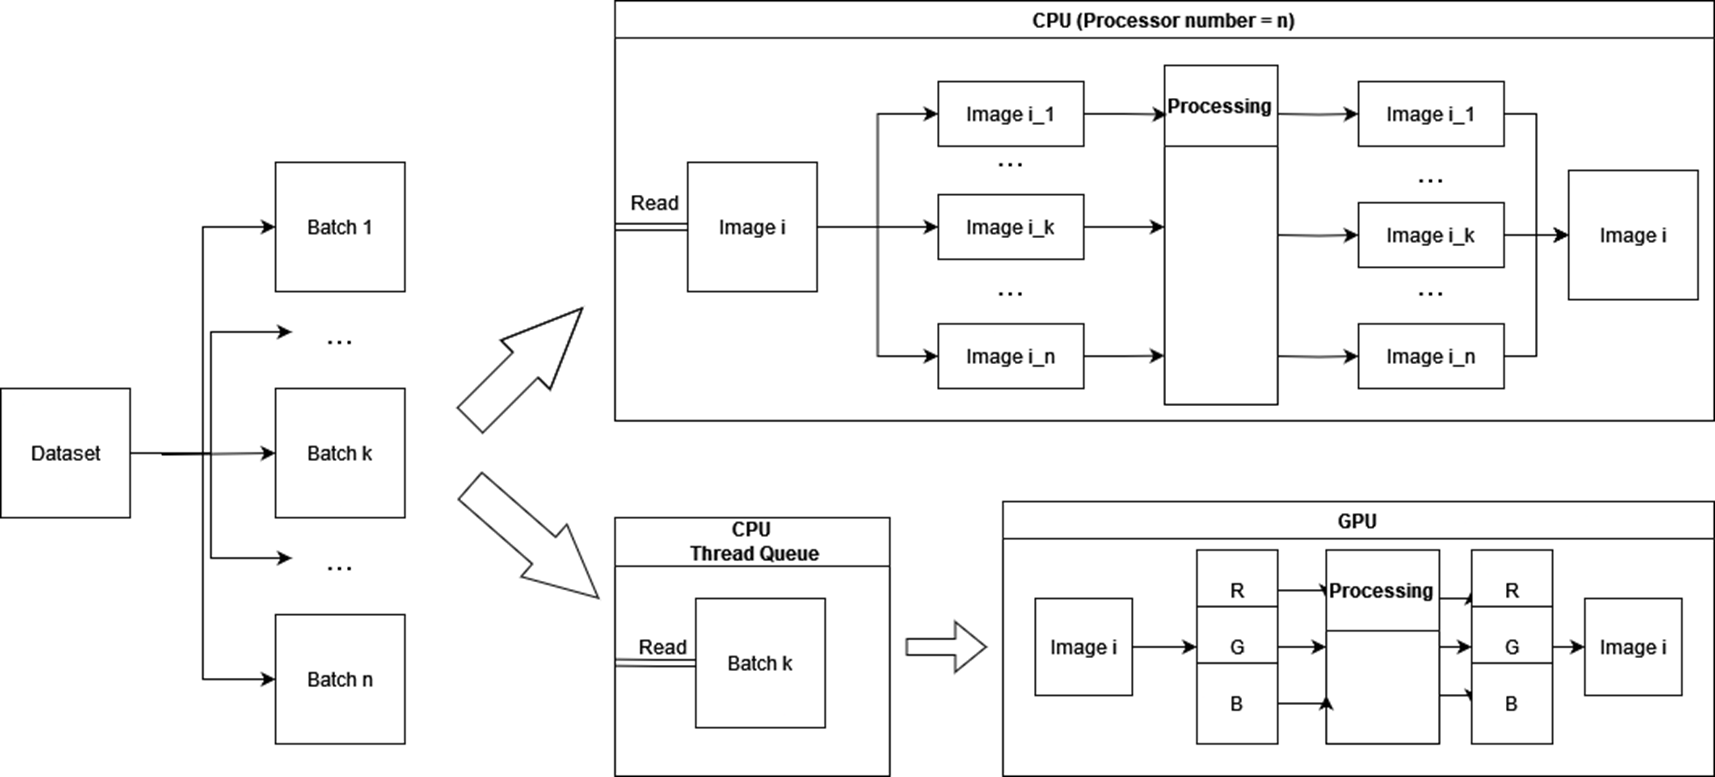 Dataset
Batch 1
...
Batch k
...
Batch n
CPU (Processor number = n)
Read
Image i
Image i_1
...
Image i_k
...
Image i_n
Processing
Image i_1
...
Image i_k
...
Image i_n
Image i
CPU
Thread Queue
Read
Batch k
GPU
Image i
R
G
B
Processing
R
G
B
Image i